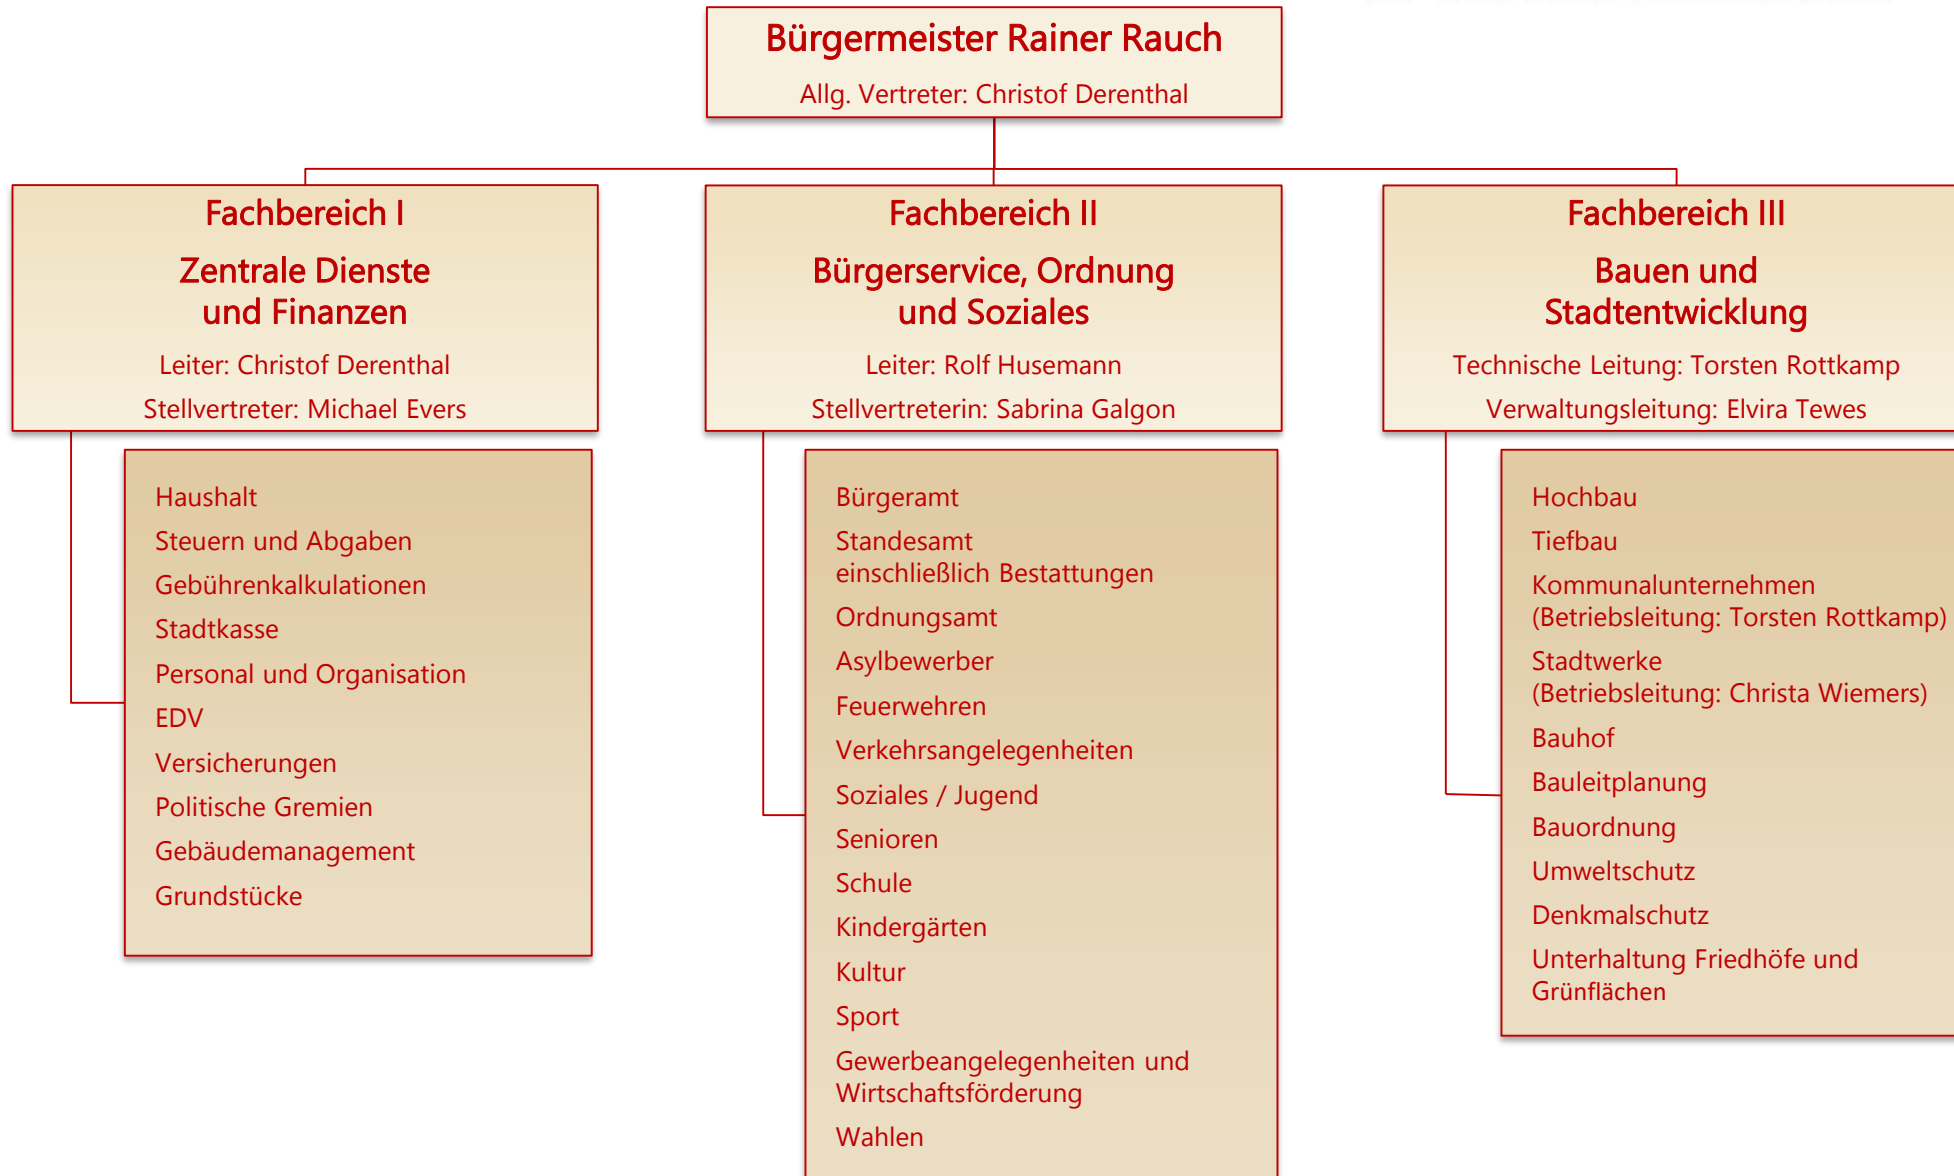 Bürgermeister Rainer Rauch
Allg. Vertreter: Christof Derenthal
Fachbereich I
Zentrale Dienste
und Finanzen
Leiter: Christof Derenthal
Stellvertreter: Michael Evers
Haushalt
Steuern und Abgaben
Gebührenkalkulationen
Stadtkasse
Personal und Organisation
EDV
Versicherungen
Politische Gremien
Gebäudemanagement
Grundstücke
Fachbereich II
Bürgerservice, Ordnung
und Soziales
Leiter: Rolf Husemann
Stellvertreterin: Sabrina Galgon
Bürgeramt
Standesamt
einschließlich Bestattungen
Ordnungsamt
Asylbewerber
Feuerwehren
Verkehrsangelegenheiten
Soziales / Jugend
Senioren
Schule
Kindergärten
Kultur
Sport
Gewerbeangelegenheiten und
Wirtschaftsförderung
Wahlen
Fachbereich III
Bauen und
Stadtentwicklung
Technische Leitung: Torsten Rottkamp
Verwaltungsleitung: Elvira Tewes
Hochbau
Tiefbau
Kommunalunternehmen
(Betriebsleitung: Torsten Rottkamp)
Stadtwerke
(Betriebsleitung: Christa Wiemers)
Bauhof
Bauleitplanung
Bauordnung
Umweltschutz
Denkmalschutz
Unterhaltung Friedhöfe und
Grünflächen